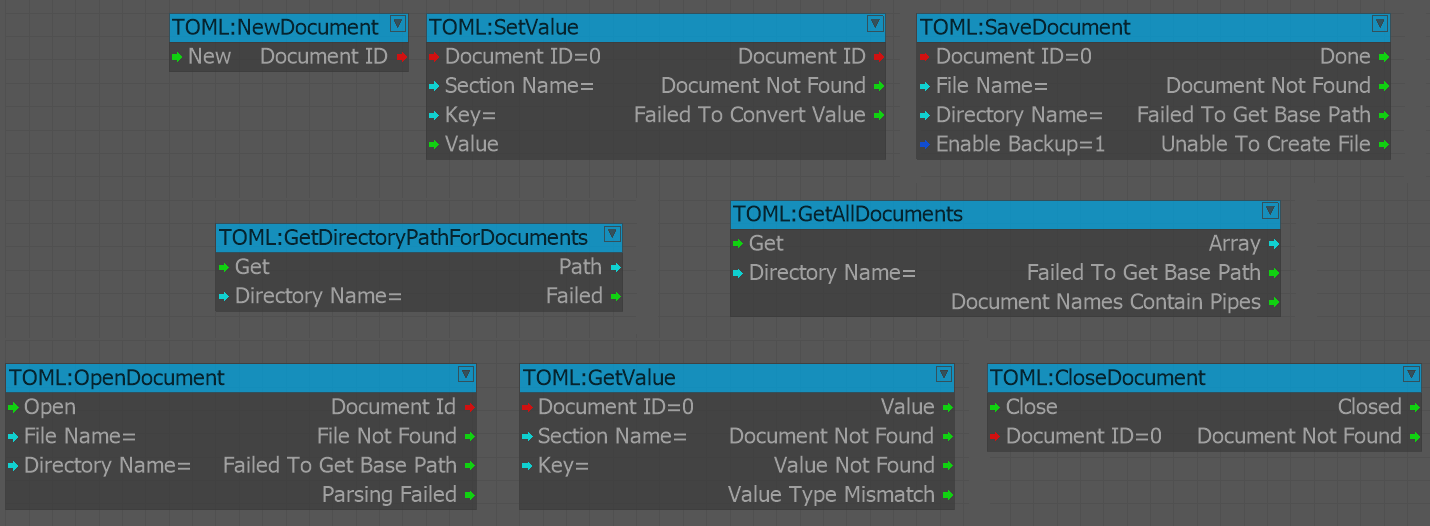 TOML:NewDocument
New Document ID
TOML:SetValue
Document ID=0 Document ID
Section Name= Document Not Found
Key= Failed To Convert Value
Value
TOML:SaveDocument
Document ID=0 Done
File Name= Document Not Found
Directory Name= Failed To Get Base Path
Enable Backup=1 Unable To Create File
TOML:GetDirectoryPathForDocuments
Get Path
Directory Name= Failed
TOML:GetAllDocuments
Get Array
Directory Name= Failed To Get Base Path
Document Names Contain Pipes
TOML:OpenDocument
Open Document Id
File Name= File Not Found
Directory Name= Failed To Get Base Path
Parsing Failed
TOML:GetValue
Document ID=0 Value
Section Name= Document Not Found
Key= Value Not Found
Value Type Mismatch
TOML:CloseDocument
Close Closed
Document ID=0 Document Not Found